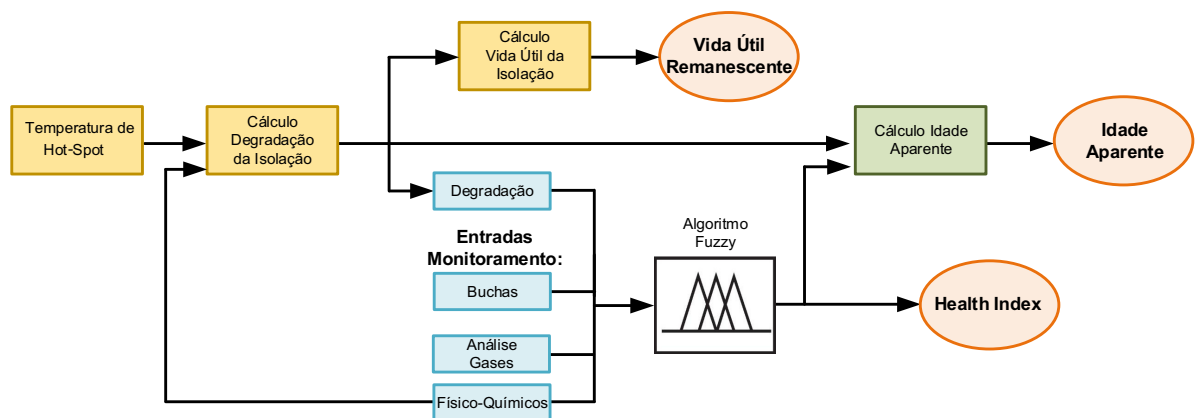 Cálculo
Vida Útil da
Isolação
Vida Útil
Remanescente
Temperatura de
Hot-Spot
Cálculo
Degradação
da Isolação
Cálculo Idade
Aparente
Idade
Aparente
Degradação
Entradas
Monitoramento:
Buchas
Análise
Gases
Físico-Químicos
Algoritmo
Fuzzy
Health Index